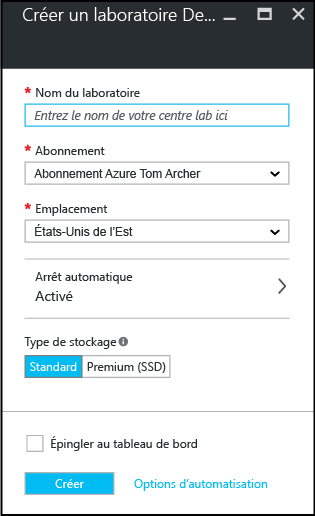 Créer un laboratoire De...
* Nom du laboratoire
Entrez le nom de votre centre lab ici
* Abonnement
Abonnement Azure Tom Archer
* Emplacement
États-Unis de l'Est
Arrêt automatique
Activé
Type de stockage
Standard Premium (SSD)
Épingler au tableau de bord
Créer Options d'automatisation